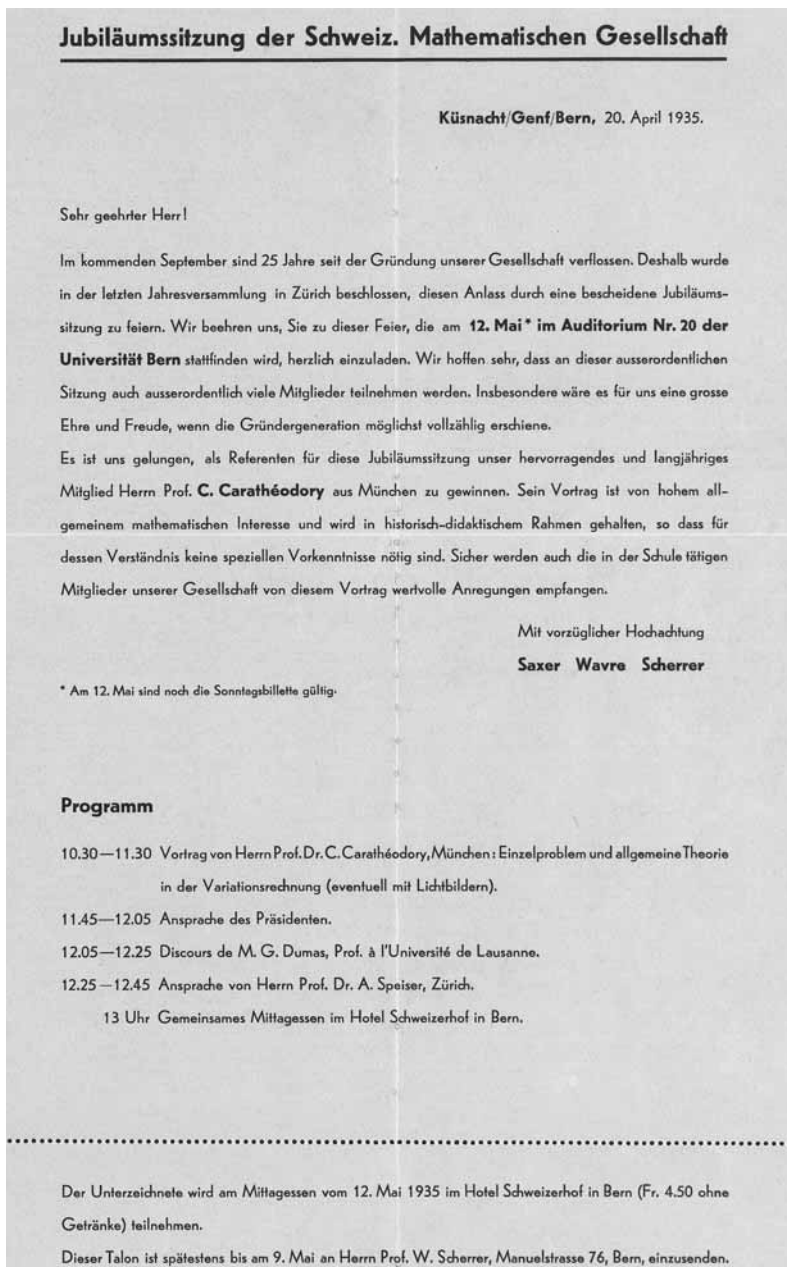 Jubiläumssitzung der Schweiz. Mathematischen Gesellschaft
Küsnacht/Genf/Bern, 20. April 1935.
Sehr geehrter Herr!
Im kommenden September sind 25 Jahre seit der Gründung unserer Gesellschaft verflossen. Deshalb wurde
in der letzten Jahresversammlung in Zürich beschlossen, diesen Anlass durch eine bescheidene Jubiläums-
sitzung zu feiern. Wir beehren uns, Sie zu dieser Feier, die am 12. Mai* im Auditorium Nr. 20 der
Universität Bern stattfinden wird, herzlich einzuladen. Wir hoffen sehr, dass an dieser ausserordentlichen
Sitzung auch ausserordentlich viele Mitglieder teilnehmen werden. Insbesondere wäre es für uns eine grosse
Ehre und Freude, wenn die Gründergeneration möglichst vollzählig erschiene.
Es ist uns gelungen, als Referenten für diese Jubiläumssitzung unser hervorragendes und langjähriges
Mitglied Herrn Prof. C. Carathéodory aus München zu gewinnen. Sein Vortrag ist von hohem all-
gemeinem mathematischen Interesse und wird in historisch-didaktischem Rahmen gehalten, so dass für
dessen Verständnis keine speziellen Vorkenntnisse nötig sind. Sicher werden auch die in der Schule tätigen
Mitglieder unserer Gesellschaft von diesem Vortrag wertvolle Anregungen empfangen.
Mit vorzüglicher Hochachtung
Saxer Wavre Scherrer
* Am 12. Mai sind noch die Sonntagsbillette gültig.
Programm
10.30—11.30 Vortrag von Herrn Prof. Dr. C. Carathéodory, München: Einzelproblem und allgemeine Theorie
in der Variationsrechnung (eventuell mit Lichtbildern).
11.45—12.05 Ansprache des Präsidenten.
12.05—12.25 Discours de M. G. Dumas, Prof. à l'Université de Lausanne.
12.25—12.45 Ansprache von Herrn Prof. Dr. A. Speiser, Zürich.
13 Uhr Gemeinsames Mittagessen im Hotel Schweizerhof in Bern.
Der Unterzeichnete wird am Mittagessen vom 12. Mai 1935 im Hotel Schweizerhof in Bern (Fr. 4.50 ohne
Getränke) teilnehmen.
Dieser Talon ist spätestens bis am 9. Mai an Herrn Prof. W. Scherrer, Manuelstrasse 76, Bern, einzusenden.